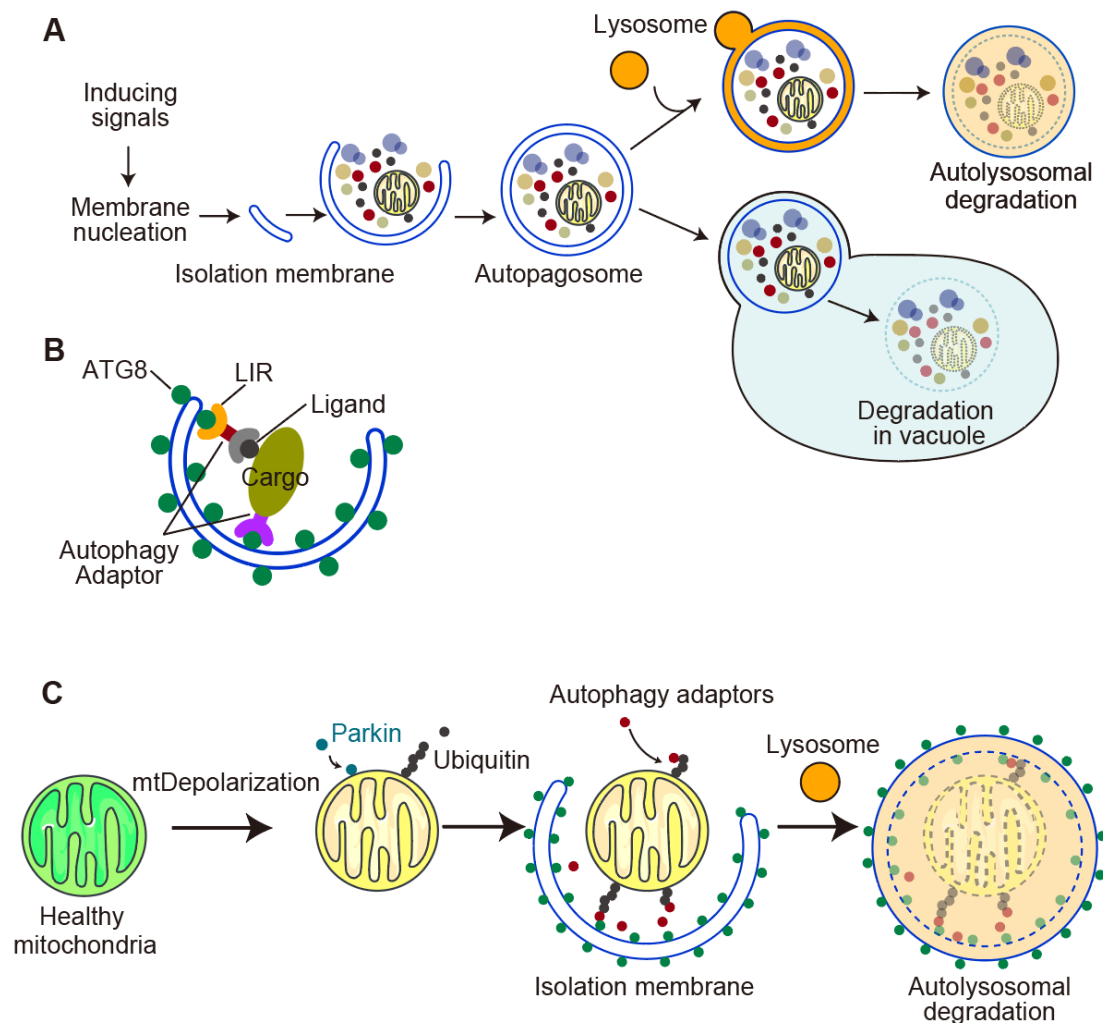 A
Inducing
signals
Membrane
nucleation
Isolation membrane
Autopagosome
Lysosome
Autolysosomal
degradation
Degradation
in vacuole
B
ATG8
LIR
Ligand
Cargo
Autophagy
Adaptor
C
Healthy
mitochondria
mtDepolarization
Parkin
Ubiquitin
Autophagy adaptors
Isolation membrane
Lysosome
Autolysosomal
degradation